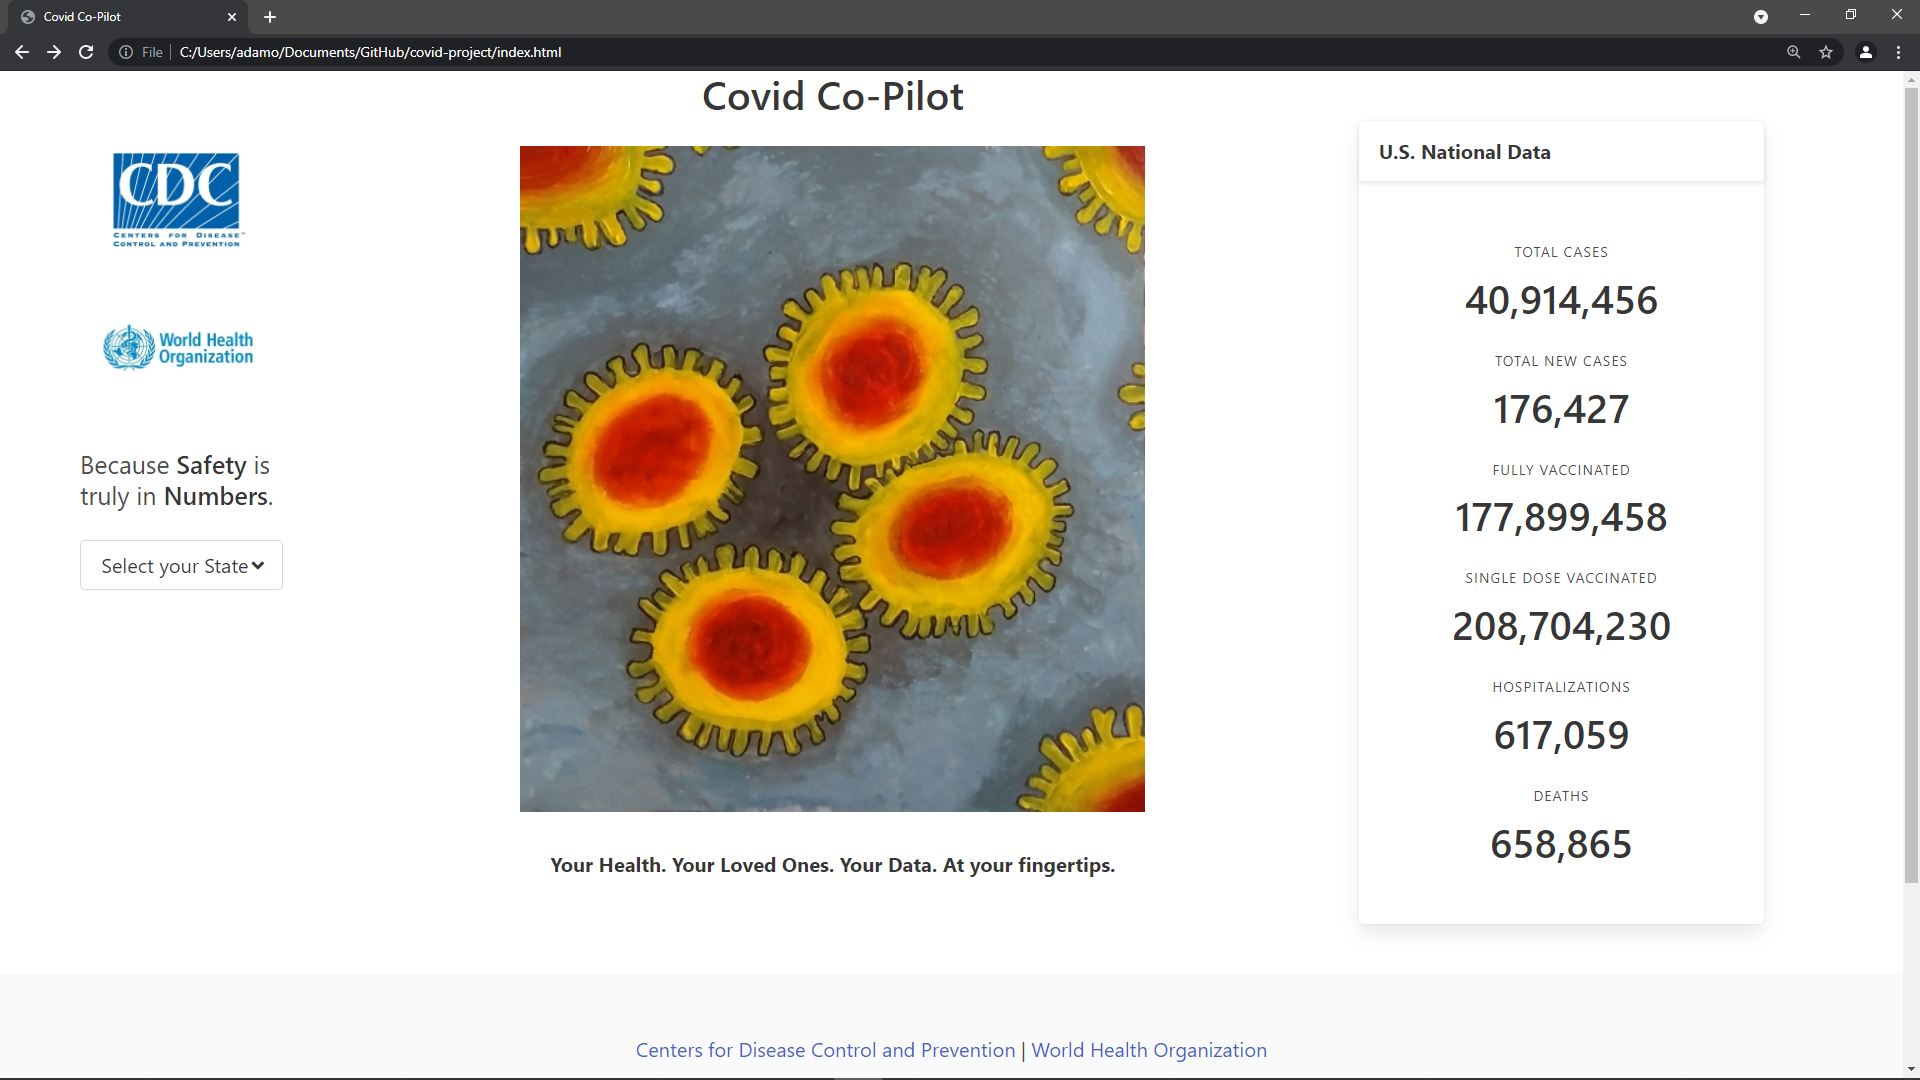 Covid Co-Pilot
File
C:/Users/adamo/Documents/GitHub/covid-project/index.html
Covid Co-Pilot
CDC
CENTERS FOR DISEASE™
CONTROL AND PREVENTION
World Health
Organization
Because Safety is
truly in Numbers.
Select your State
Your Health. Your Loved Ones. Your Data. At your fingertips.
U.S. National Data
TOTAL CASES
40,914,456
TOTAL NEW CASES
176,427
FULLY VACCINATED
177,899,458
SINGLE DOSE VACCINATED
208,704,230
HOSPITALIZATIONS
617,059
DEATHS
658,865
Centers for Disease Control and Prevention | World Health Organization